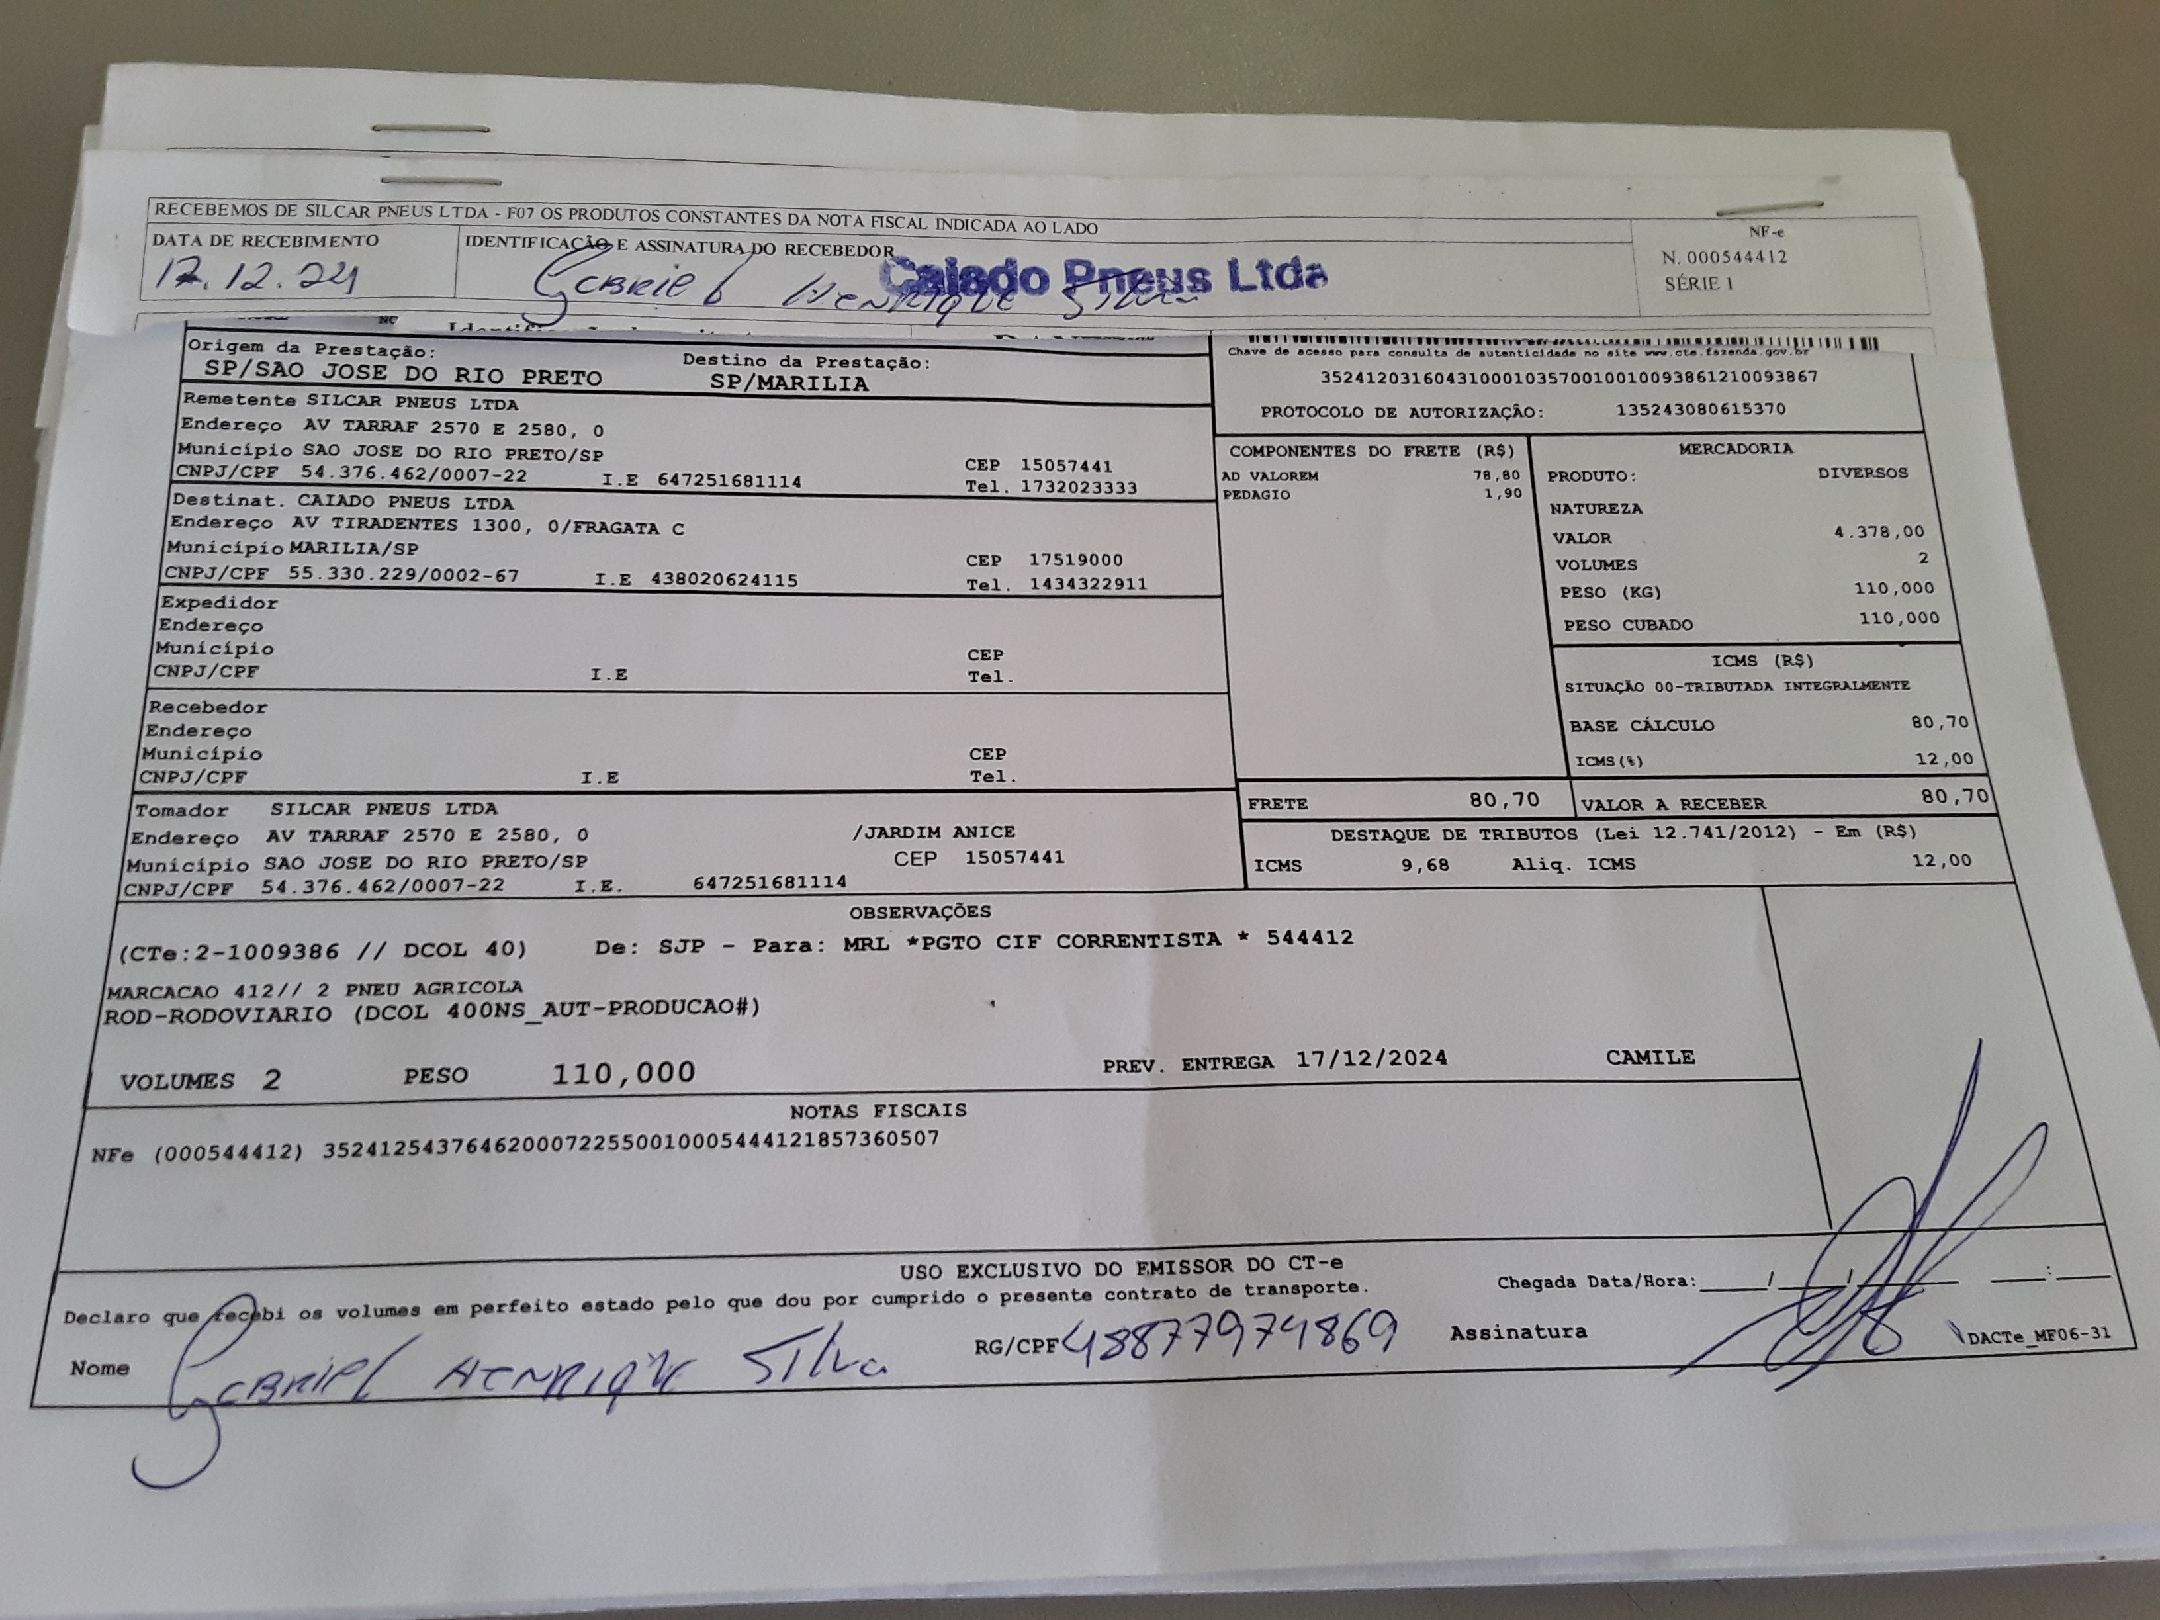 RECEBEMOS DE SILCAR PNEUS LTDA - F07 OS PRODUTOS CONSTANTES DA NOTA FISCAL INDICADA AO LADO
DATA DE RECEBIMENTO
17.12.24
IDENTIFICAÇÃO E ASSINATURA DO RECEBEDOR
Gabriel Henrique Silva
Caiado Pneus Ltda
NF-e
N. 000544412
SÉRIE 1
Origem da Prestação:
SP/SAO JOSE DO RIO PRETO
Destino da Prestação:
SP/MARILIA
Chave de acesso para consulta de autenticidade no site www.cte.fazenda.gov.br
35241203160431000103570010010093861210093867
PROTOCOLO DE AUTORIZAÇÃO: 135243080615370
Remetente SILCAR PNEUS LTDA
Endereço AV TARRAF 2570 E 2580, 0
Município SAO JOSE DO RIO PRETO/SP CEP 15057441
CNPJ/CPF 54.376.462/0007-22 I.E 647251681114 Tel. 1732023333
Destinat. CAIADO PNEUS LTDA
Endereço AV TIRADENTES 1300, 0/FRAGATA C
Município MARILIA/SP CEP 17519000
CNPJ/CPF 55.330.229/0002-67 I.E 438020624115 Tel. 1434322911
Expedidor
Endereço
Município CEP
CNPJ/CPF I.E Tel.
Recebedor
Endereço
Município CEP
CNPJ/CPF I.E Tel.
Tomador SILCAR PNEUS LTDA
Endereço AV TARRAF 2570 E 2580, 0 /JARDIM ANICE
Município SAO JOSE DO RIO PRETO/SP CEP 15057441
CNPJ/CPF 54.376.462/0007-22 I.E. 647251681114
COMPONENTES DO FRETE (R$)
AD VALOREM 78,80
PEDAGIO 1,90
MERCADORIA
PRODUTO: DIVERSOS
NATUREZA
VALOR 4.378,00
VOLUMES 2
PESO (KG) 110,000
PESO CUBADO 110,000
ICMS (R$)
SITUAÇÃO 00-TRIBUTADA INTEGRALMENTE
BASE CÁLCULO 80,70
ICMS(%) 12,00
FRETE 80,70 VALOR A RECEBER 80,70
DESTAQUE DE TRIBUTOS (Lei 12.741/2012) - Em (R$)
ICMS 9,68 Aliq. ICMS 12,00
OBSERVAÇÕES
(CTe:2-1009386 // DCOL 40) De: SJP - Para: MRL *PGTO CIF CORRENTISTA * 544412
MARCACAO 412// 2 PNEU AGRICOLA
ROD-RODOVIARIO (DCOL 400NS_AUT-PRODUCAO#)
VOLUMES 2 PESO 110,000 PREV. ENTREGA 17/12/2024 CAMILE
NOTAS FISCAIS
NFe (000544412) 35241254376462000722550010005444121857360507
USO EXCLUSIVO DO EMISSOR DO CT-e
Declaro que recebi os volumes em perfeito estado pelo que dou por cumprido o presente contrato de transporte.
Chegada Data/Hora:____/____/____ ___:___
Nome Gabriel Henrique Silva RG/CPF 48877974869 Assinatura
DACTe_MF06-31